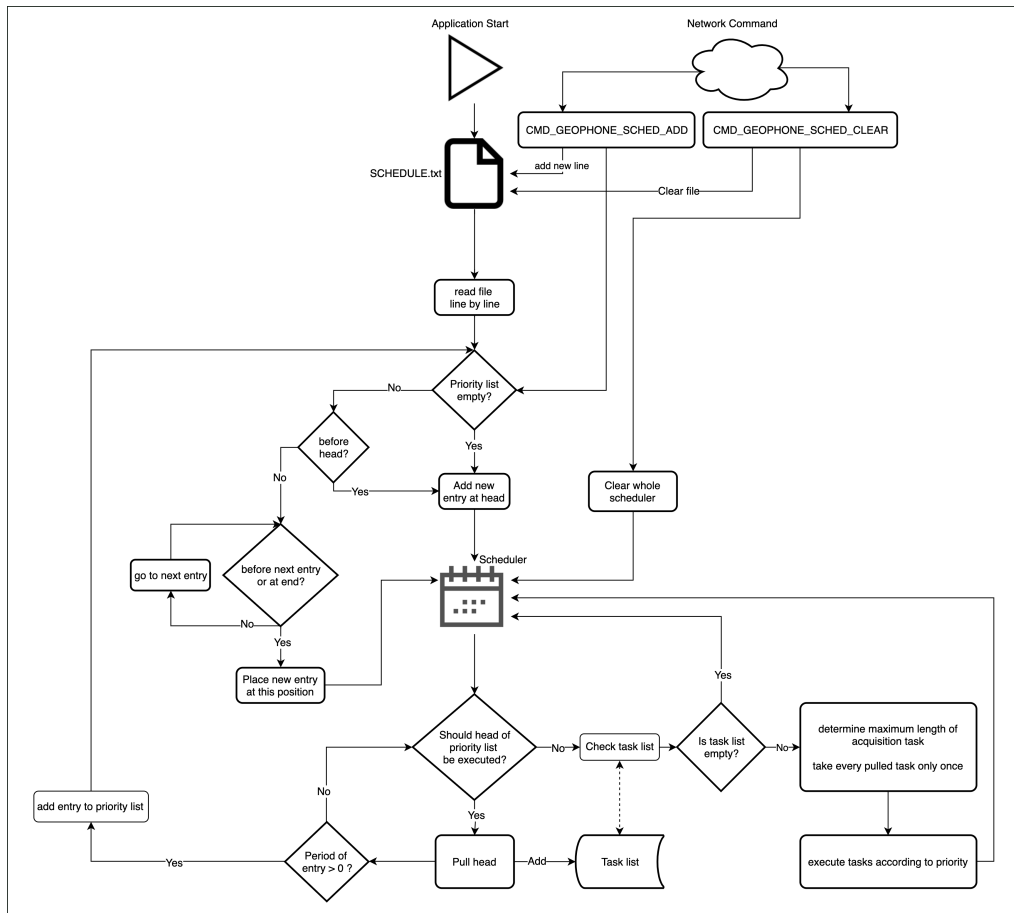 Application Start
Network Command
CMD_GEOPHONE_SCHED_ADD
CMD_GEOPHONE_SCHED_CLEAR
add new line
SCHEDULE.txt
Clear file
read file
line by line
Priority list
empty?
No
before
head?
Yes
Add new
entry at head
Yes
No
Clear whole
scheduler
Scheduler
go to next entry
before next entry
or at end?
No
Yes
Place new entry
at this position
Should head of
priority list
be executed?
No
Check task list
Is task list
empty?
Yes
No
determine maximum length of
acquisition task
take every pulled task only once
No
add entry to priority list
Yes
Period of
entry > 0 ?
Yes
Pull head
Add
Task list
execute tasks according to priority